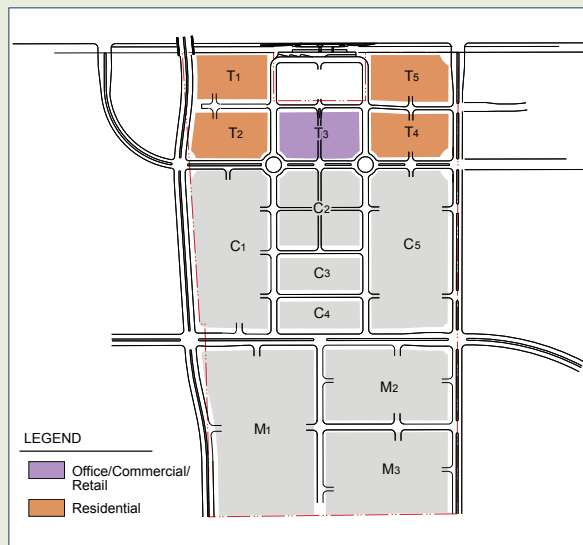 T1
T5
T2
T3
T4
C2
C1
C5
C3
C4
M2
M1
M3
LEGEND
Office/Commercial/
Retail
Residential